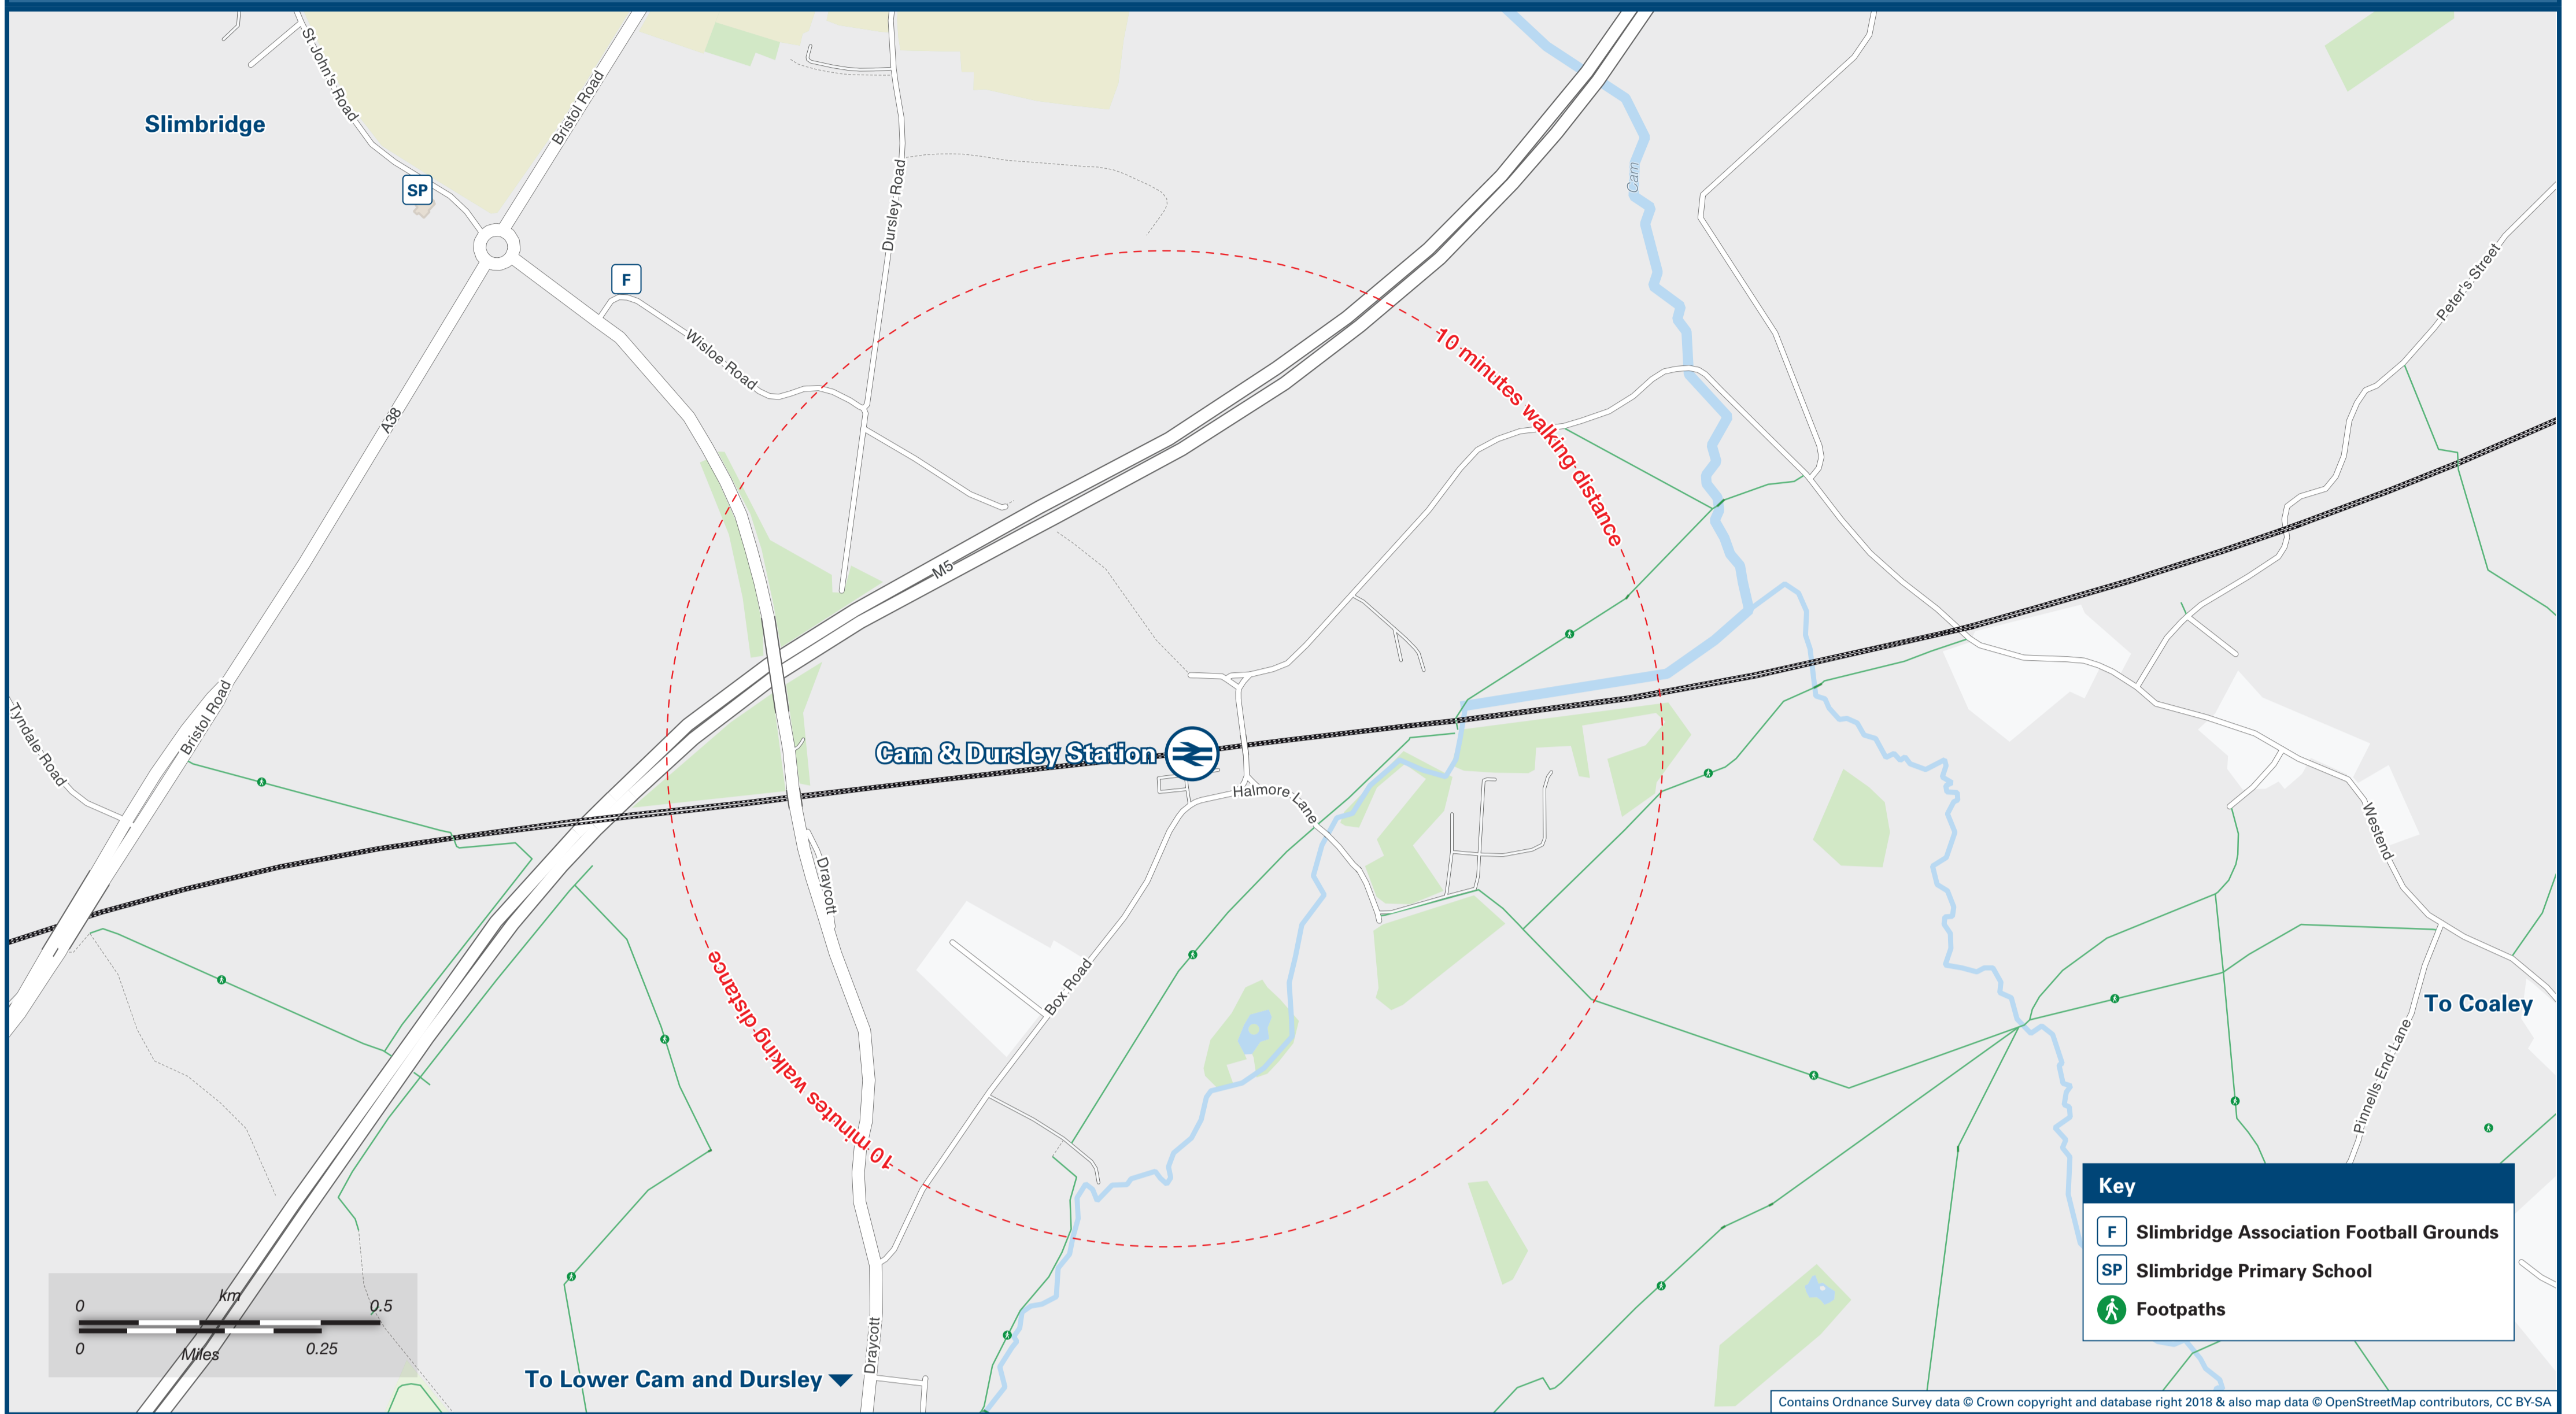 St John's Road
Bristol Road
Slimbridge
SP
Dursley Road
Cam
F
Wisloe Road
Peter's Street
10 minutes walking distance
A38
M5
Bristol Road
Tyndale Road
Cam & Dursley Station
Halmore Lane
Draycott
Westend
Box Road
10 minutes walking distance
To Coaley
Pinnells End Lane
Key
F Slimbridge Association Football Grounds
SP Slimbridge Primary School
Footpaths
km
0 0.5
0 0.25
Miles
Draycott
To Lower Cam and Dursley
Contains Ordnance Survey data © Crown copyright and database right 2018 & also map data © OpenStreetMap contributors, CC BY-SA